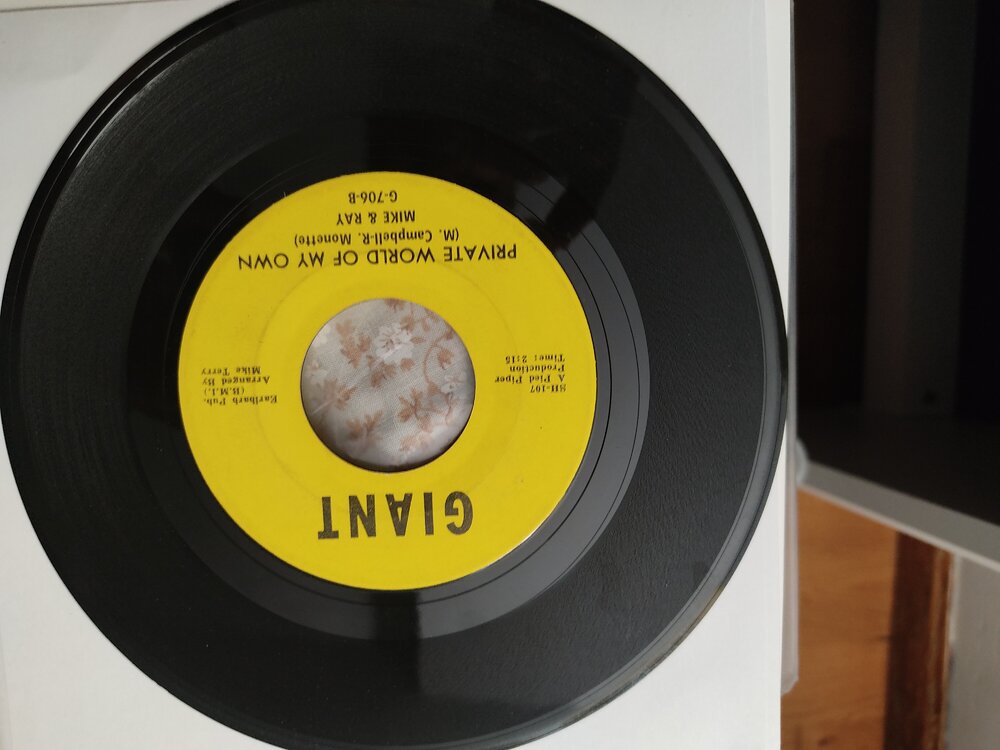 GIANT
SH-107
A Pied Piper
Production
Time: 2:15
Earlbarb Pub.
(B.M.I.)
Arranged By
Mike Terry
PRIVATE WORLD OF MY OWN
(M. Campbell-R. Monette)
MIKE & RAY
G-706-B